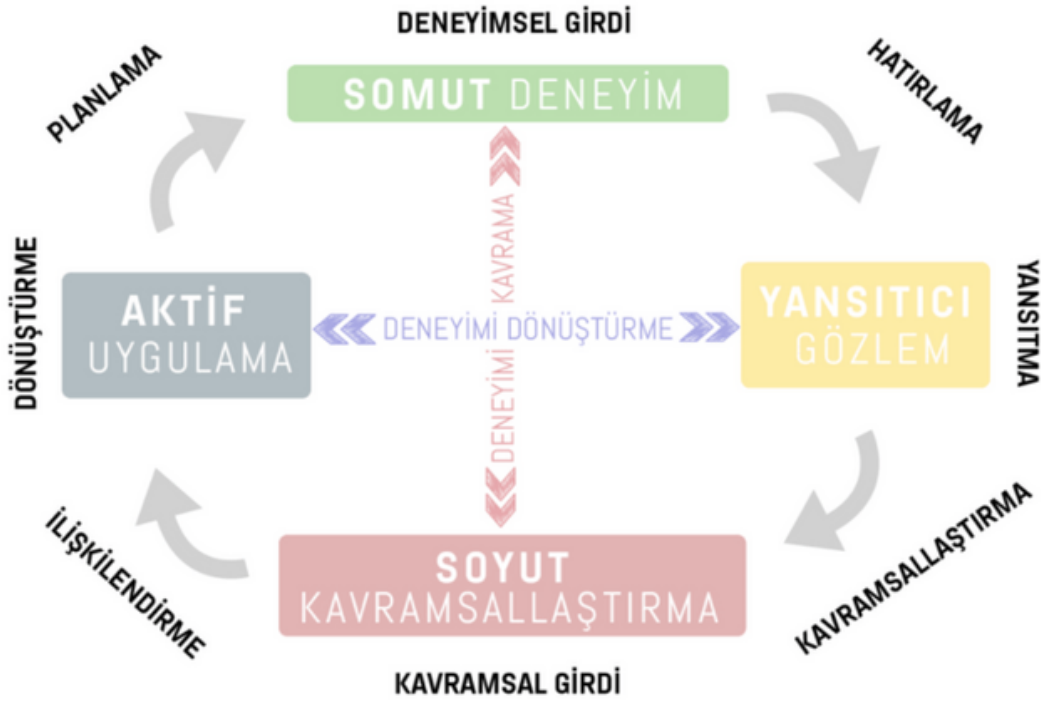 DENEYİMSEL GİRDİ
PLANLAMA
HATIRLAMA
SOMUT DENEYİM
DÖNÜŞTÜRME
AKTİF
UYGULAMA
DENEYİMİ KAVRAMA
DENEYİMİ DÖNÜŞTÜRME
YANSITICI
GÖZLEM
YANSITMA
İLİŞKİLENDİRME
SOYUT
KAVRAMSALLAŞTIRMA
KAVRAMSALLAŞTIRMA
KAVRAMSAL GİRDİ